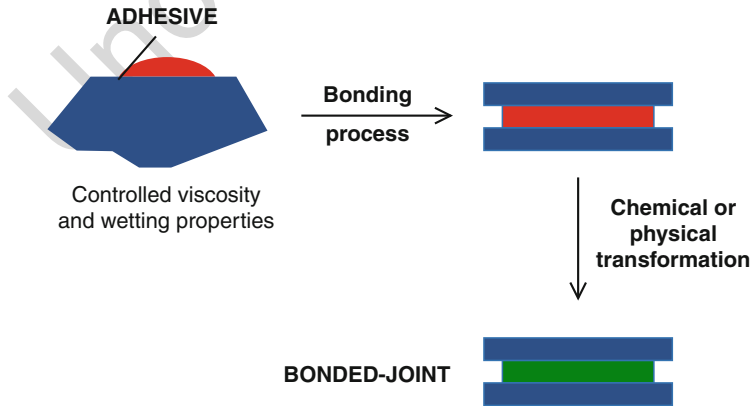 ADHESIVE
Controlled viscosity
and wetting properties
Bonding
process
Chemical or
physical
transformation
BONDED-JOINT